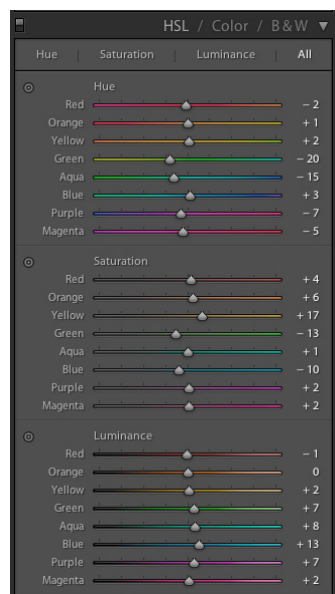 HSL / Color / B & W
Hue Saturation Luminance All
Hue
Red − 2
Orange + 1
Yellow + 2
Green − 20
Aqua − 15
Blue + 3
Purple − 7
Magenta − 5
Saturation
Red + 4
Orange + 6
Yellow + 17
Green − 13
Aqua + 1
Blue − 10
Purple + 2
Magenta + 2
Luminance
Red − 1
Orange 0
Yellow + 2
Green + 7
Aqua + 8
Blue + 13
Purple + 7
Magenta + 2